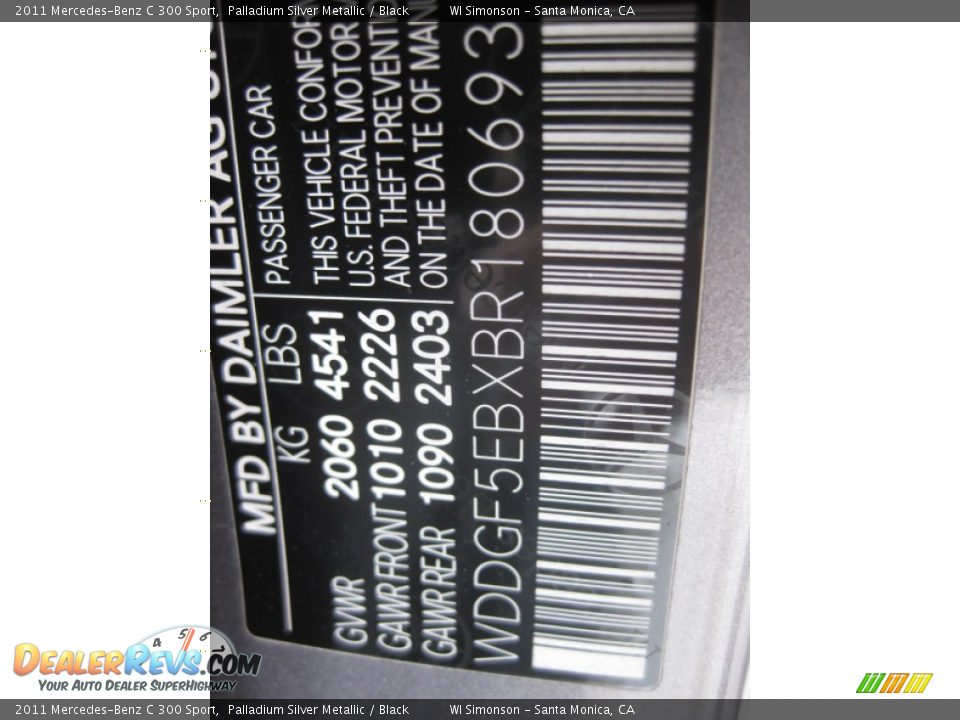 2011 Mercedes-Benz C 300 Sport,  Palladium Silver Metallic / Black          WI Simonson - Santa Monica, CA
MFD BY DAIMLER AG
KG LBS PASSENGER CAR
GVWR 2060 4541 THIS VEHICLE
GAWR FRONT 1010 2226 U.S. FEDERAL MOTOR
GAWR REAR 1090 2403 AND THEFT
ON THE DATE OF
WDDGF5EBXBR180693
4 5 6
DEALERREVS.COM
YOUR AUTO DEALER SUPERHIGHWAY
2011 Mercedes-Benz C 300 Sport,  Palladium Silver Metallic / Black          WI Simonson - Santa Monica, CA